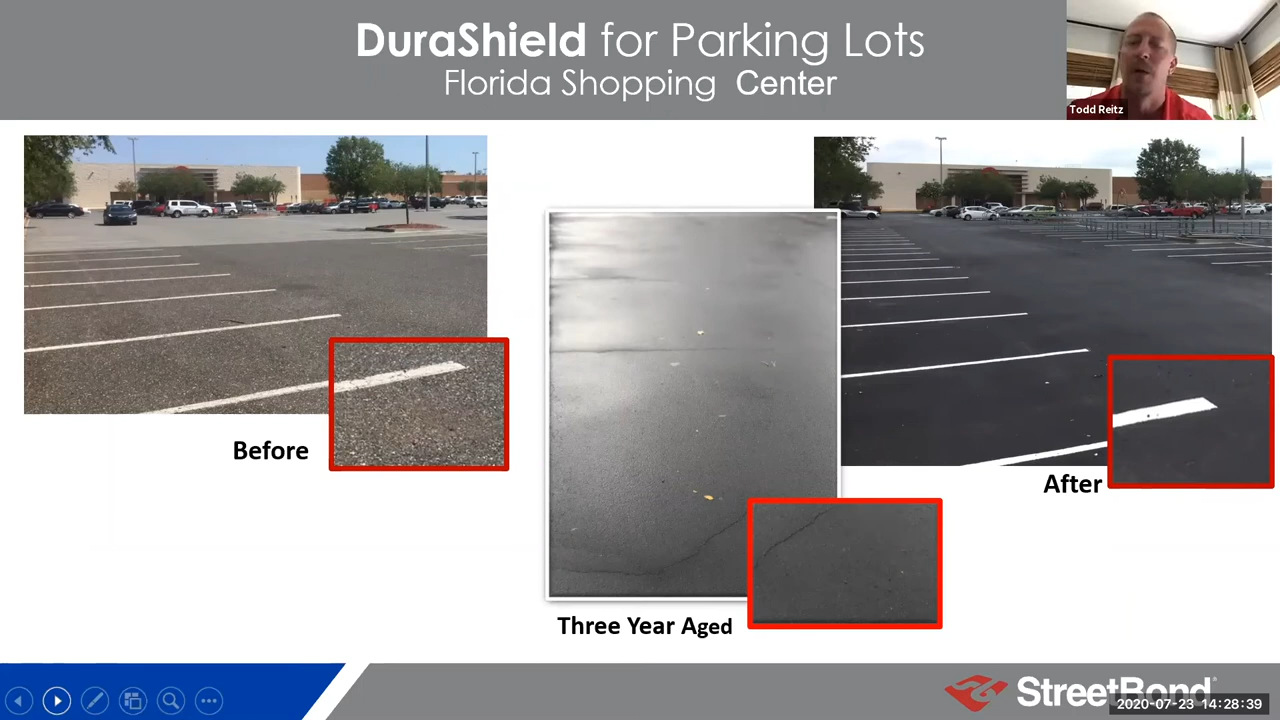 DuraShield for Parking Lots
Florida Shopping Center
Todd Reitz
Before
After
Three Year Aged
StreetBond
2020-07-23 14:28:39